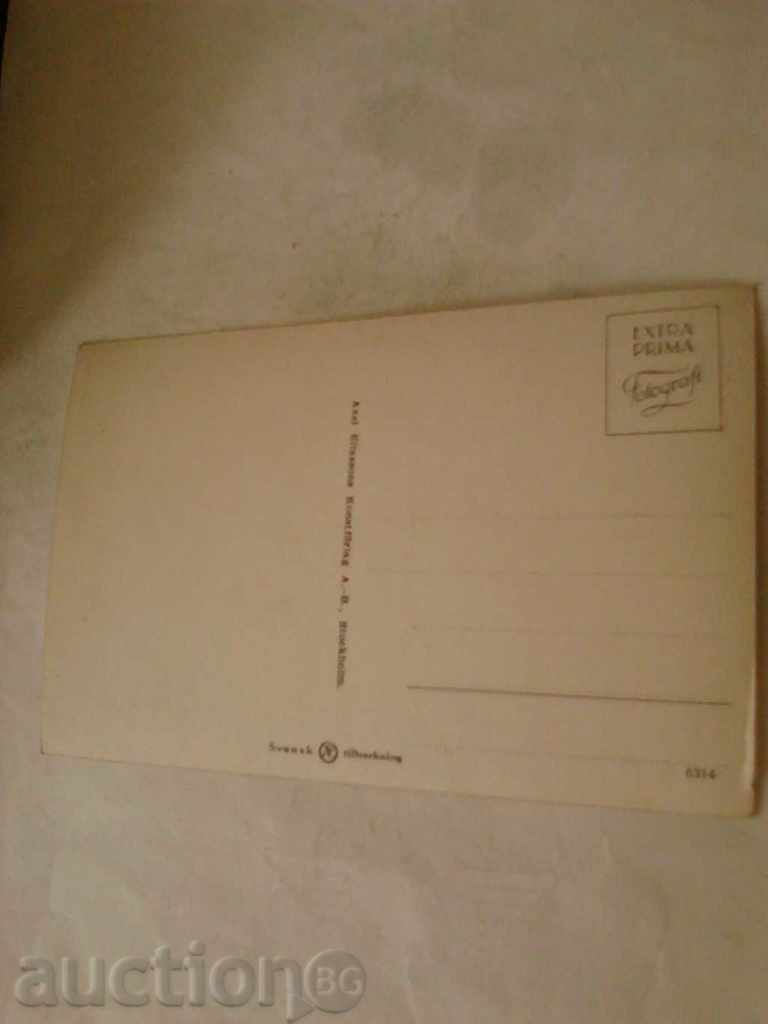 EXTRA
PRIMA
Fotografi
Axel Eliassons Konstförlag A.-B., Stockholm.
Svensk tillverkning
6314
auctionBG